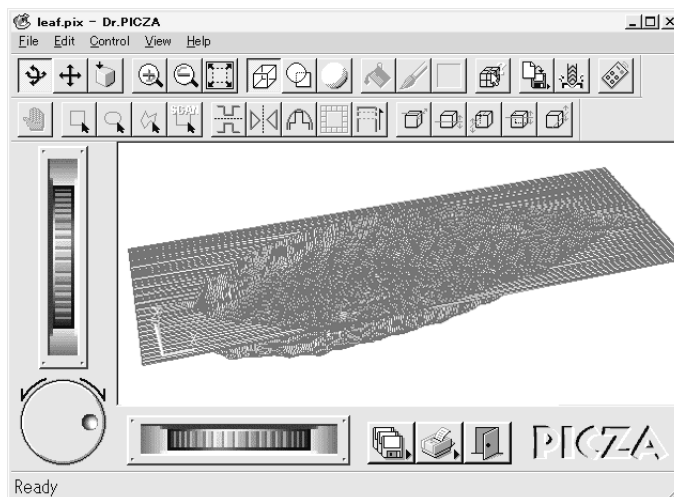 leaf.pix - Dr.PICZA
File Edit Control View Help
SCAN
PICZA
Ready